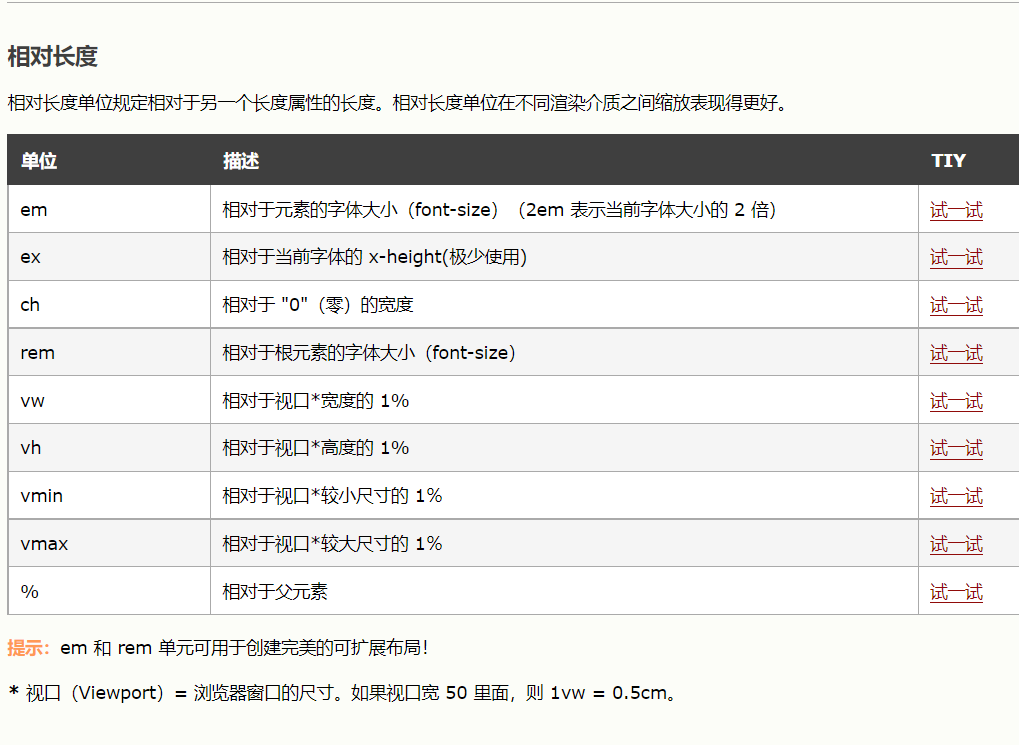 相对长度
相对长度单位规定相对于另一个长度属性的长度。相对长度单位在不同渲染介质之间缩放表现得更好。
单位 描述 TIY
em 相对于元素的字体大小（font-size）（2em 表示当前字体大小的 2 倍） 试一试
ex 相对于当前字体的 x-height(极少使用) 试一试
ch 相对于 "0"（零）的宽度 试一试
rem 相对于根元素的字体大小（font-size） 试一试
vw 相对于视口*宽度的 1% 试一试
vh 相对于视口*高度的 1% 试一试
vmin 相对于视口*较小尺寸的 1% 试一试
vmax 相对于视口*较大尺寸的 1% 试一试
% 相对于父元素 试一试
提示：em 和 rem 单元可用于创建完美的可扩展布局！
* 视口（Viewport）= 浏览器窗口的尺寸。如果视口宽 50 里面，则 1vw = 0.5cm。